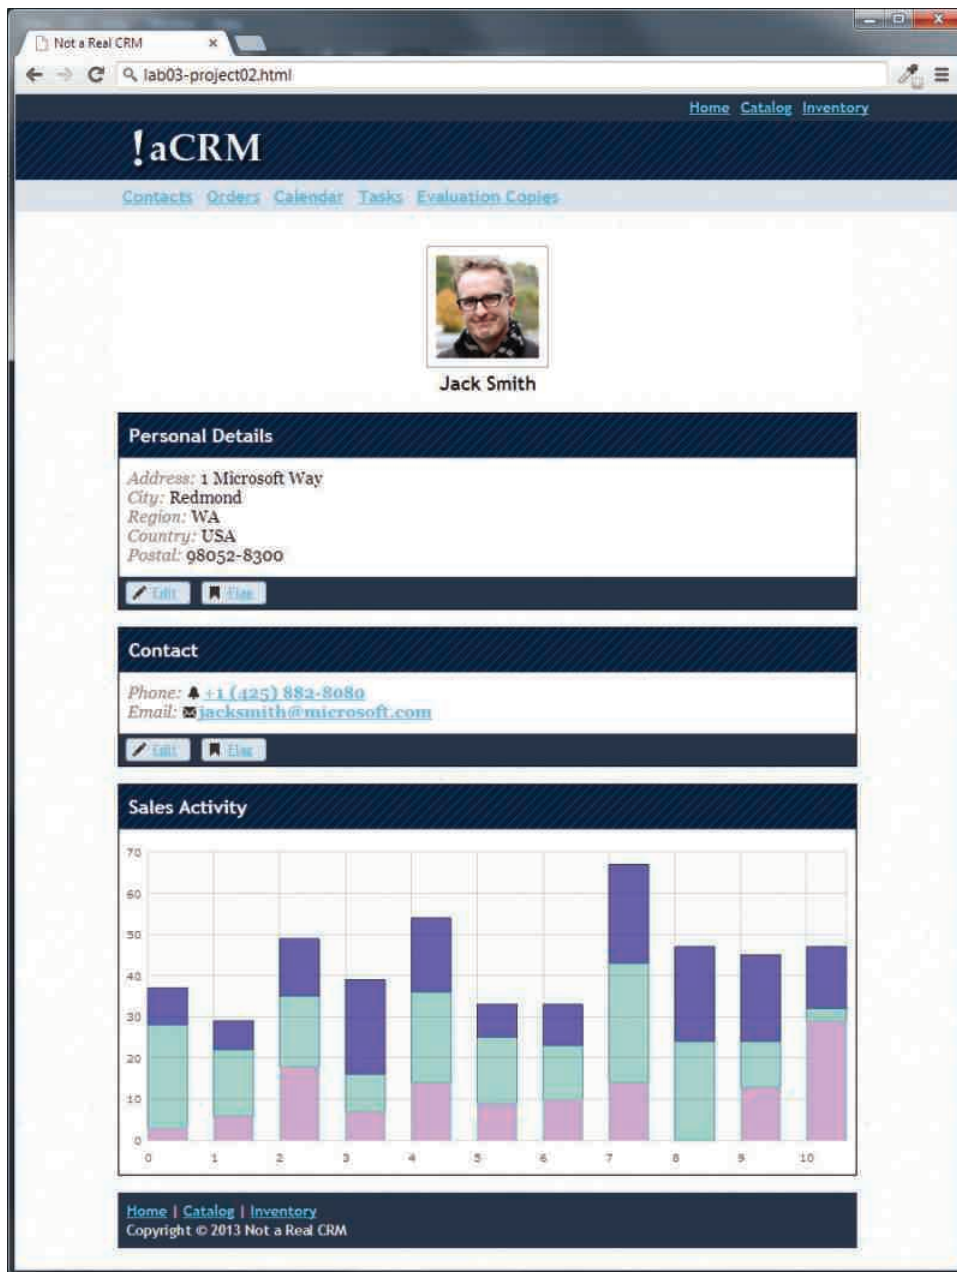 Not a Real CRM
lab03-project02.html
Home Catalog Inventory
!aCRM
Contacts Orders Calendar Tasks Evaluation Copies
Jack Smith
Personal Details
Address: 1 Microsoft Way
City: Redmond
Region: WA
Country: USA
Postal: 98052-8300
Edit Flag
Contact
Phone: +1 (425) 882-8080
Email: jacksmith@microsoft.com
Edit Flag
Sales Activity
70
60
50
40
30
20
10
0
0 1 2 3 4 5 6 7 8 9 10
Home | Catalog | Inventory
Copyright © 2013 Not a Real CRM